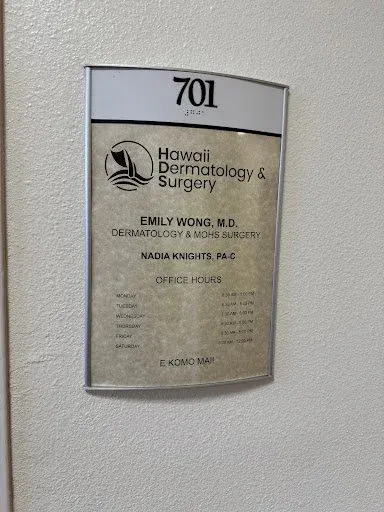 701
Hawaii
Dermatology &
Surgery
EMILY WONG, M.D.
DERMATOLOGY & MOHS SURGERY
NADIA KNIGHTS, PA-C
OFFICE HOURS
MONDAY
TUESDAY
WEDNESDAY
THURSDAY
FRIDAY
SATURDAY
E KOMO MAI!